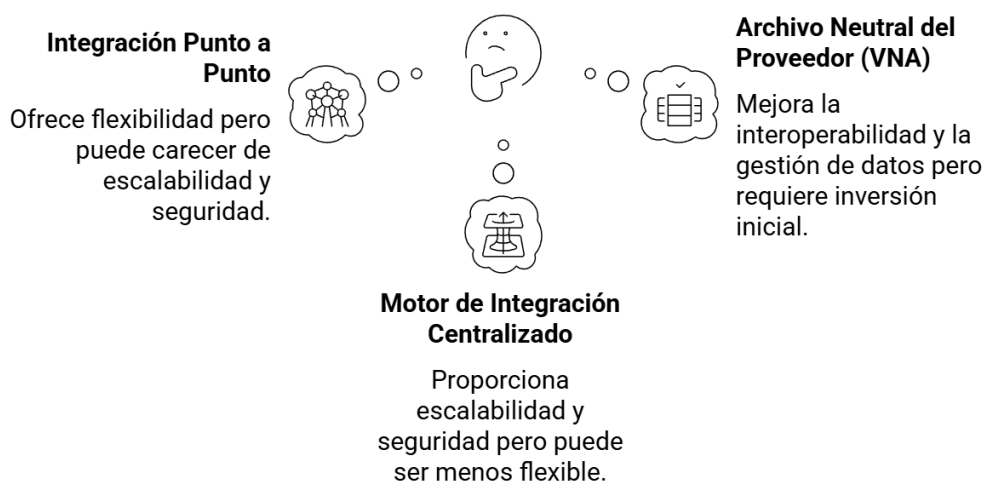 Integración Punto a
Punto
Ofrece flexibilidad pero
puede carecer de
escalabilidad y
seguridad.
Archivo Neutral del
Proveedor (VNA)
Mejora la
interoperabilidad y la
gestión de datos pero
requiere inversión
inicial.
Motor de Integración
Centralizado
Proporciona
escalabilidad y
seguridad pero puede
ser menos flexible.